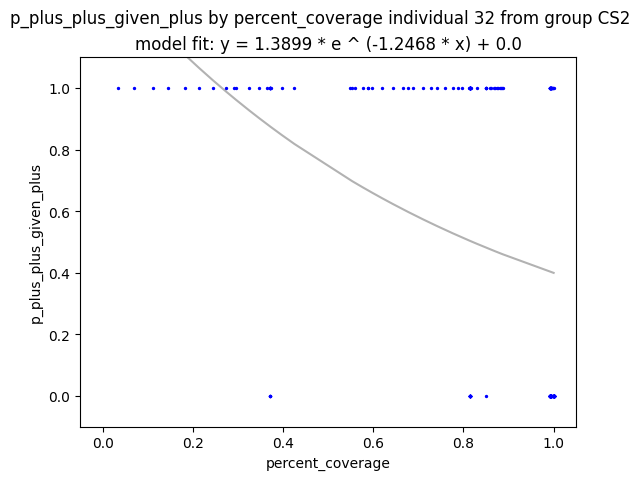 p_plus_plus_given_plus by percent_coverage individual 32 from group CS2
model fit: y = 1.3899 * e ^ (-1.2468 * x) + 0.0
1.0
0.8
0.6
0.4
0.2
0.0
p_plus_plus_given_plus
0.0 0.2 0.4 0.6 0.8 1.0
percent_coverage